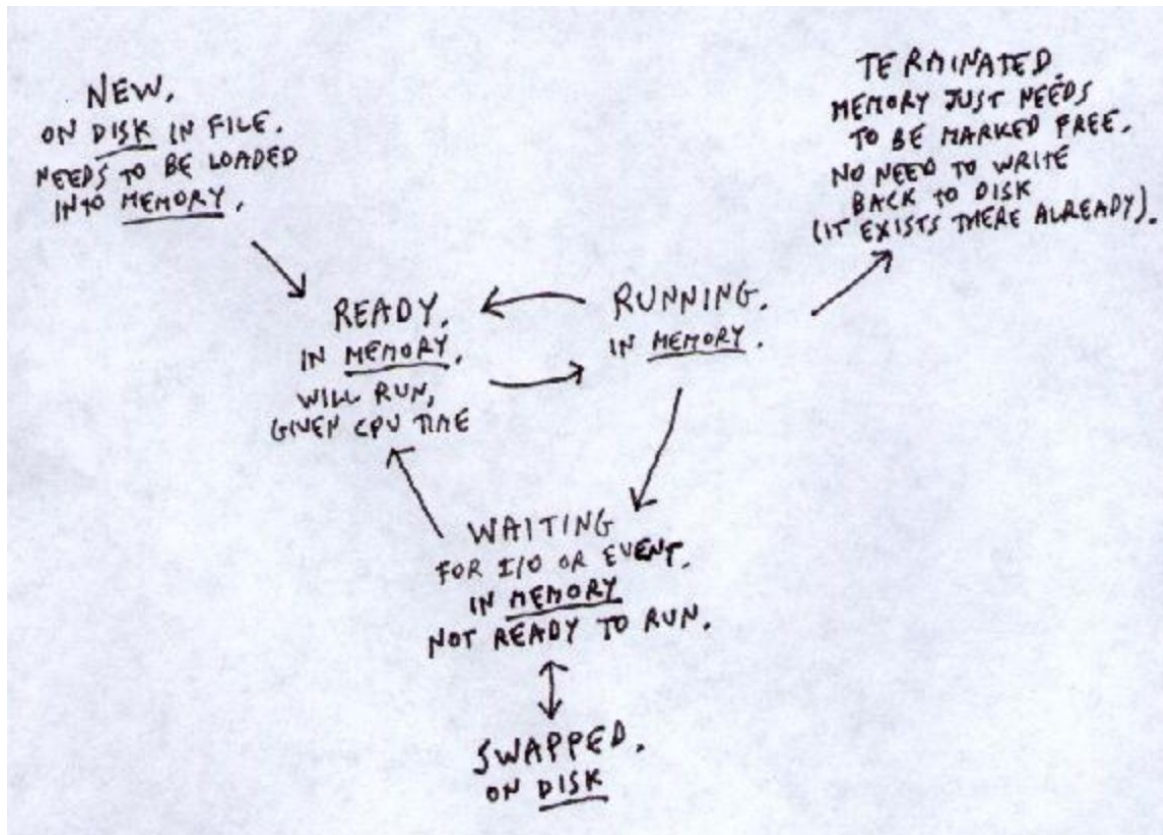 NEW.
ON DISK IN FILE.
NEEDS TO BE LOADED
INTO MEMORY.
TERMINATED.
MEMORY JUST NEEDS
TO BE MARKED FREE.
NO NEED TO WRITE
BACK TO DISK
(IT EXISTS THERE ALREADY).
READY.
IN MEMORY.
WILL RUN,
GIVEN CPU TIME
RUNNING.
IN MEMORY.
WAITING
FOR I/O OR EVENT.
IN MEMORY
NOT READY TO RUN.
SWAPPED.
ON DISK